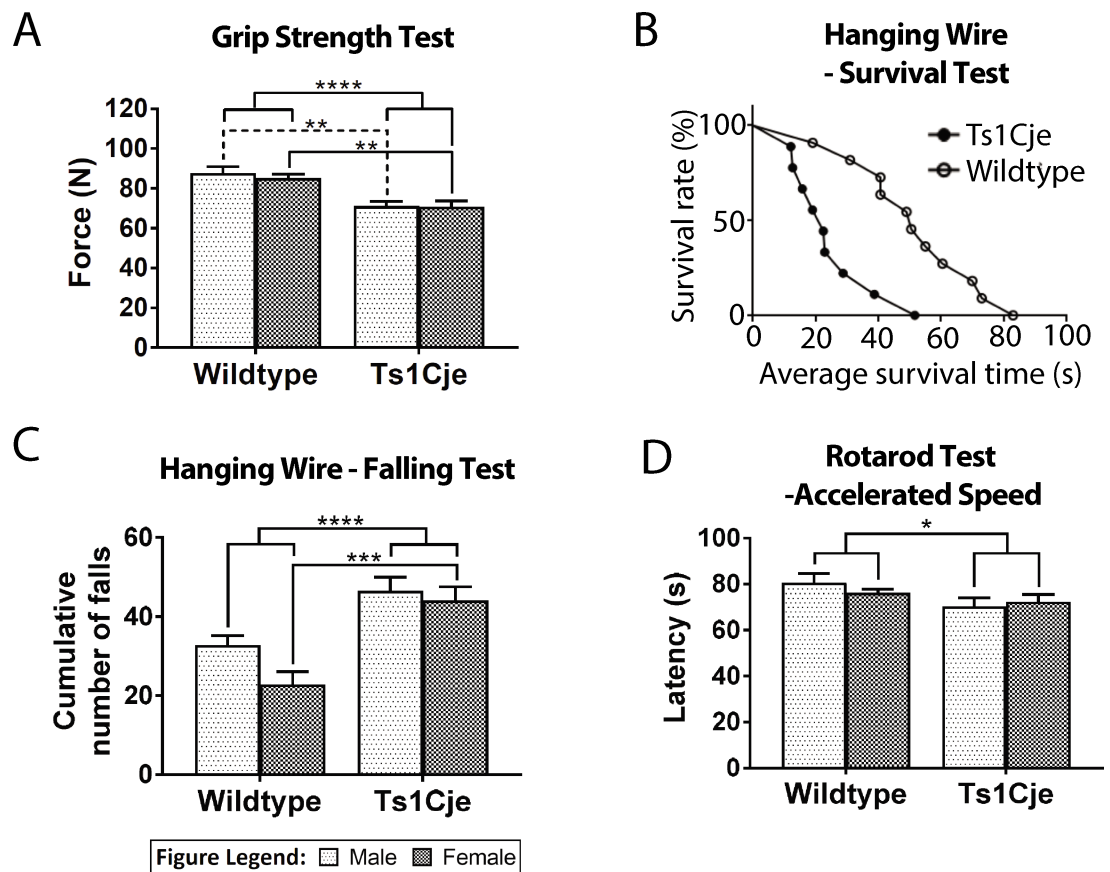 A
Grip Strength Test
****
**
**
Force (N)
120
100
80
60
40
20
0
Wildtype
Ts1Cje
B
Hanging Wire
- Survival Test
Survival rate (%)
100
50
0
Ts1Cje
Wildtype
0
20
40
60
80
100
Average survival time (s)
C
Hanging Wire - Falling Test
****
***
Cumulative
number of falls
60
40
20
0
Wildtype
Ts1Cje
D
Rotarod Test
-Accelerated Speed
*
Latency (s)
100
80
60
40
20
0
Wildtype
Ts1Cje
Figure Legend: Male Female